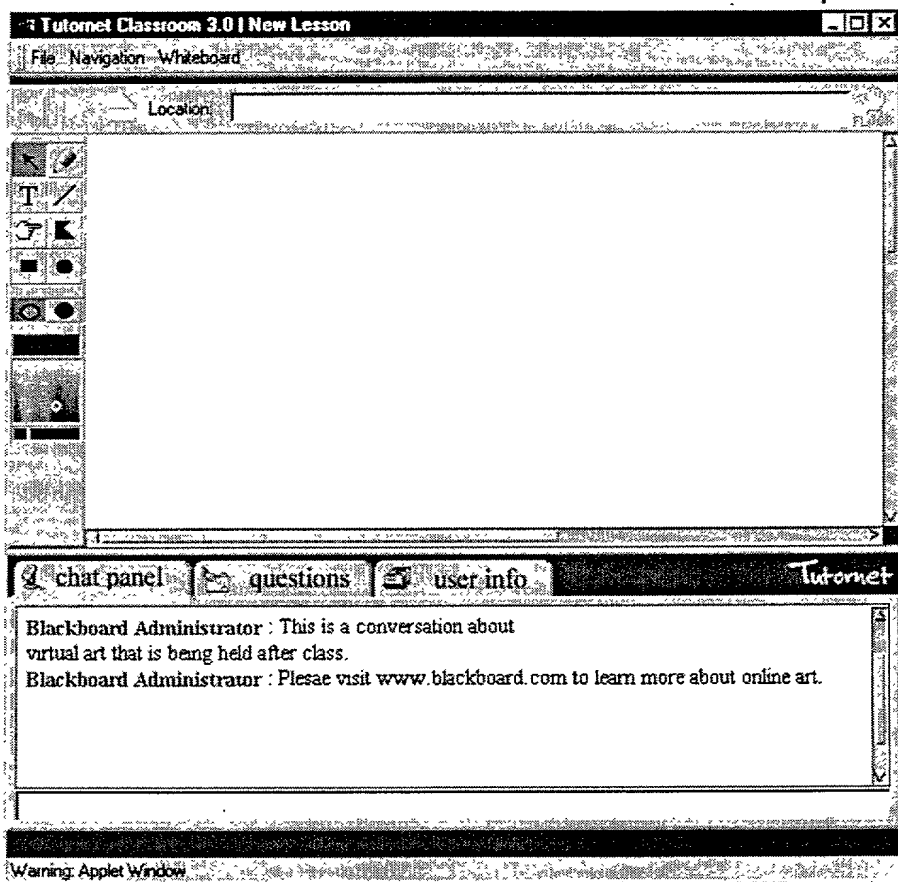 Tutornet Classroom 3.0 | New Lesson
File Navigation Whiteboard
Location:
T
chat panel questions user info Tutornet
Blackboard Administrator : This is a conversation about
virtual art that is being held after class.
Blackboard Administrator : Plesae visit www.blackboard.com to learn more about online art.
Warning: Applet Window